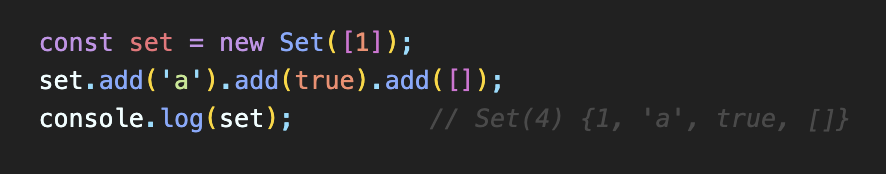 const set = new Set([1]);
set.add('a').add(true).add([]);
console.log(set);         // Set(4) {1, 'a', true, []}